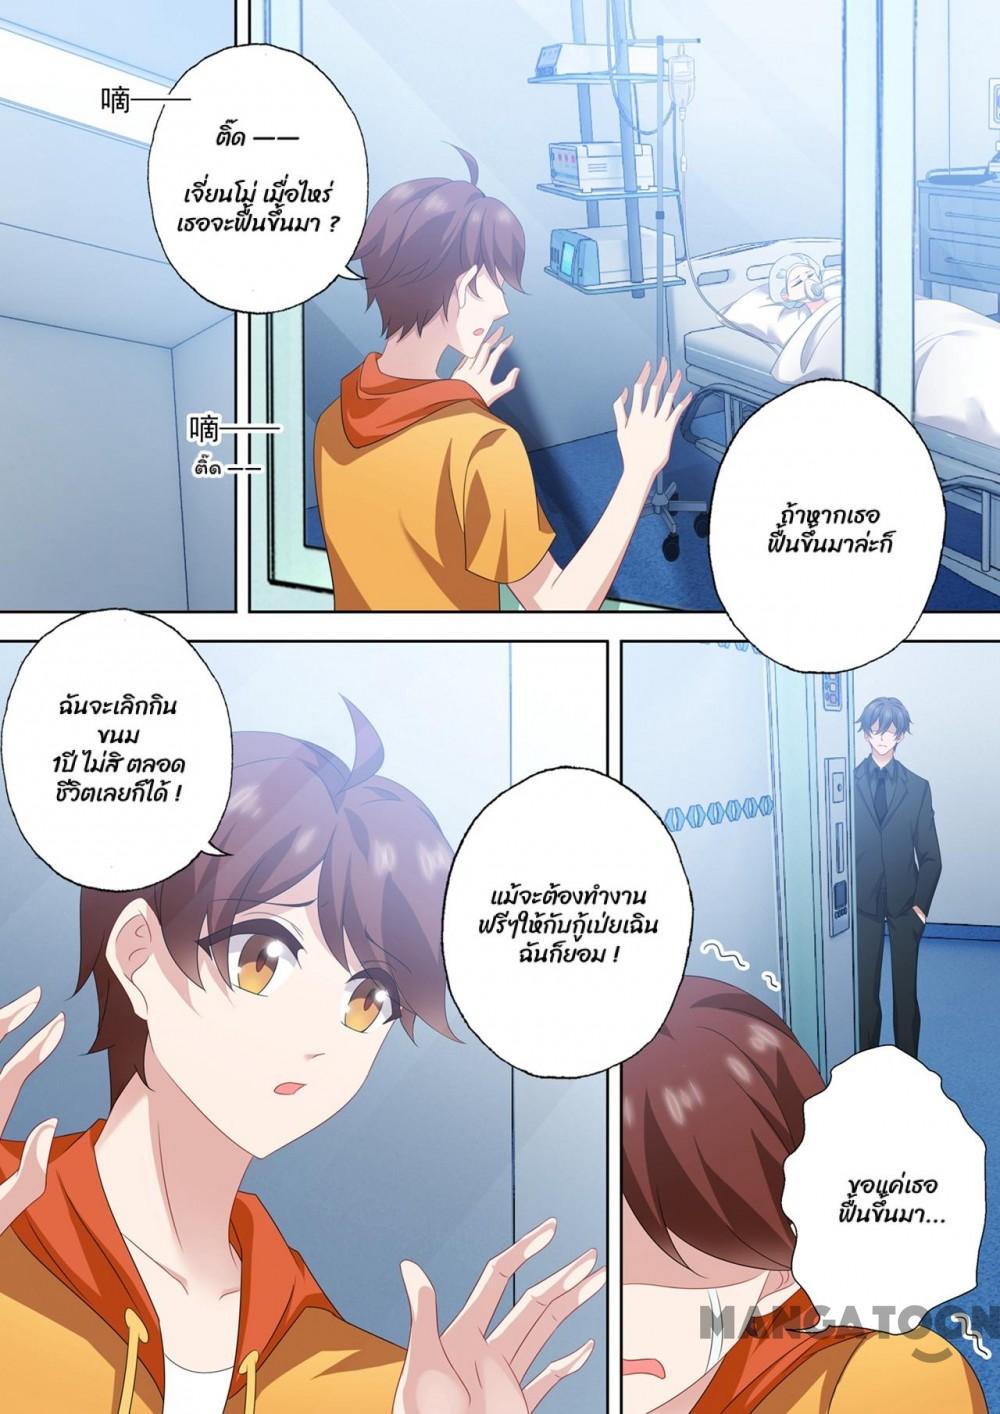 嘀——
ติ๊ด ——
เจี่ยนโม่ เมื่อไหร่
เธอจะฟื้นขึ้นมา ?
嘀——
ติ๊ด ——
ถ้าหากเธอ
ฟื้นขึ้นมาล่ะก็
ฉันจะเลิกกิน
ขนม
1ปี ไม่สิ ตลอด
ชีวิตเลยก็ได้ !
แม้จะต้องทำงาน
ฟรีๆให้กับกู้เป่ยเฉิน
ฉันก็ยอม !
ขอแค่เธอ
ฟื้นขึ้นมา...
MANGATOON